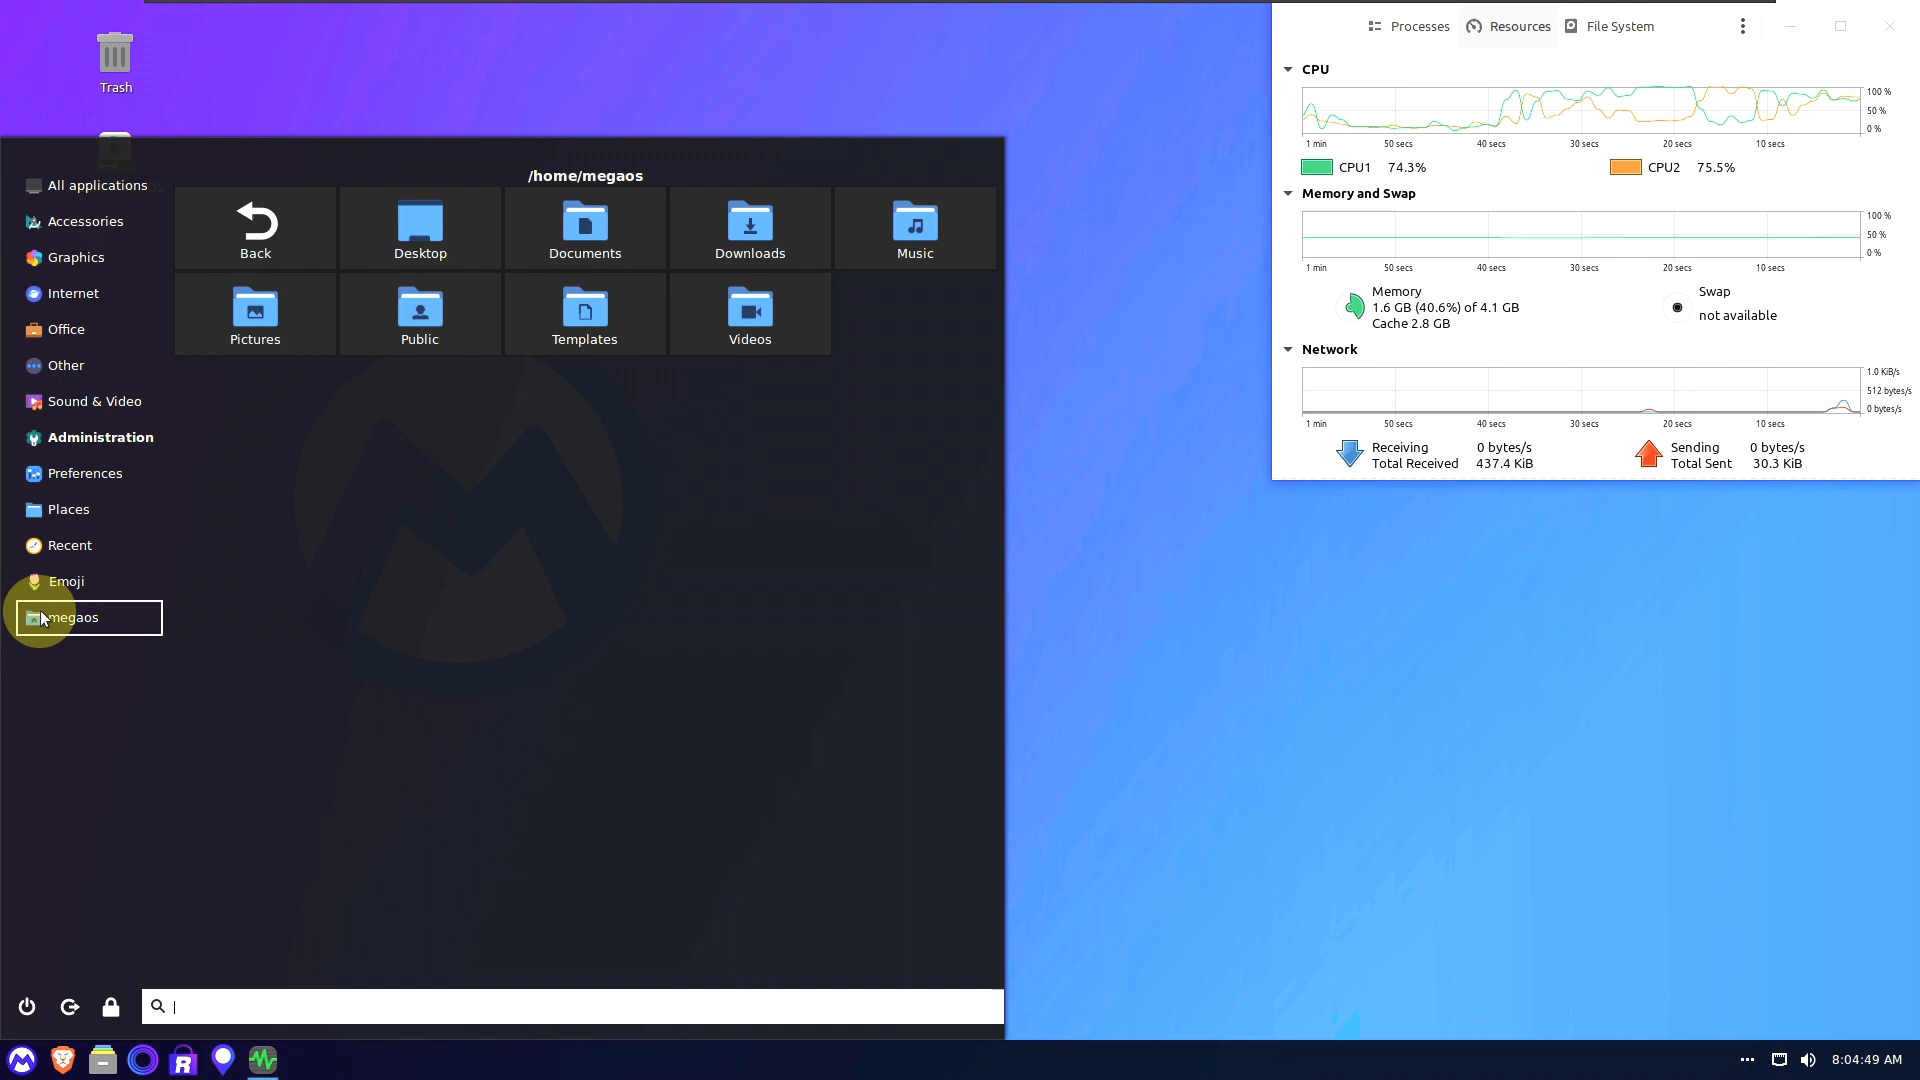 Trash
All applications
Accessories
Graphics
Internet
Office
Other
Sound & Video
Administration
Preferences
Places
Recent
Emoji
megaos
/home/megaos
Back
Desktop
Documents
Downloads
Music
Pictures
Public
Templates
Videos
Processes
Resources
File System
CPU
100 %
50 %
0 %
1 min 50 secs 40 secs 30 secs 20 secs 10 secs
CPU1 74.3%
CPU2 75.5%
Memory and Swap
100 %
50 %
0 %
1 min 50 secs 40 secs 30 secs 20 secs 10 secs
Memory
1.6 GB (40.6%) of 4.1 GB
Cache 2.8 GB
Swap
not available
Network
1.0 KiB/s
512 bytes/s
0 bytes/s
1 min 50 secs 40 secs 30 secs 20 secs 10 secs
Receiving 0 bytes/s
Total Received 437.4 KiB
Sending 0 bytes/s
Total Sent 30.3 KiB
8:04:49 AM